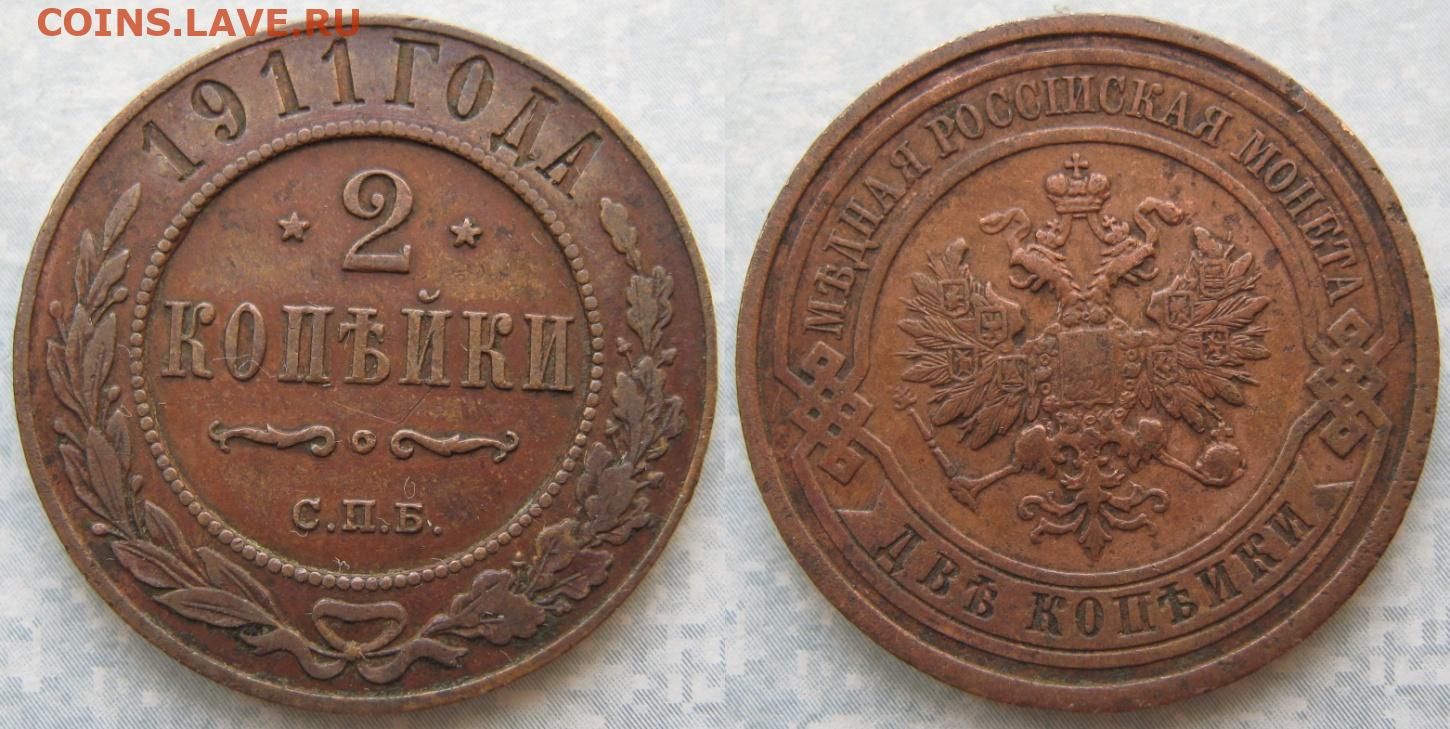 COINS.LAVE.RU
1911 ГОДА
2
КОПѢЙКИ
С.П.Б.
МѢДНАЯ РОССІЙСКАЯ МОНЕТА
ДВѢ КОПѢЙКИ